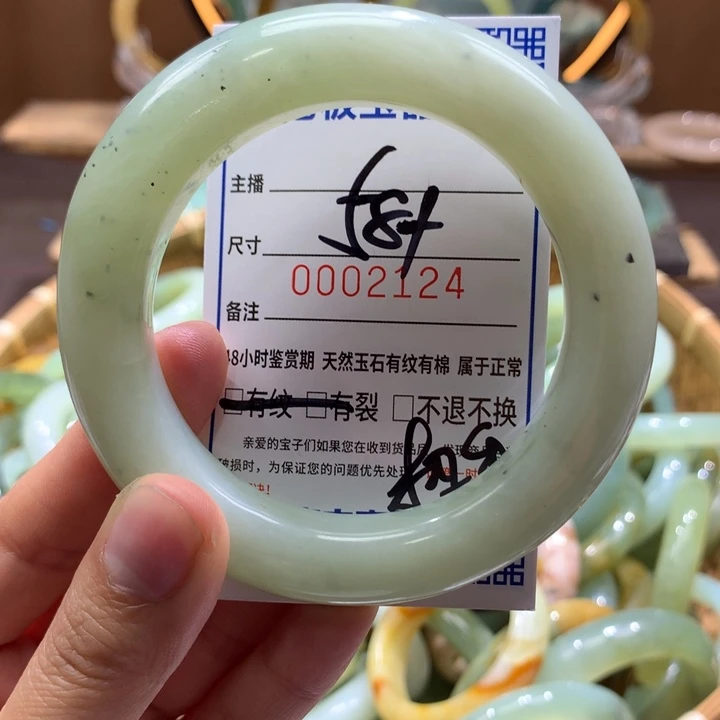 主播
58+
尺寸
0002124
备注
48小时鉴赏期 天然玉石有纹有棉 属于正常
□有纹 □有裂 □不退不换
亲爱的宝子们如果您在收到货品
破损时,为保证您的问题优先处理